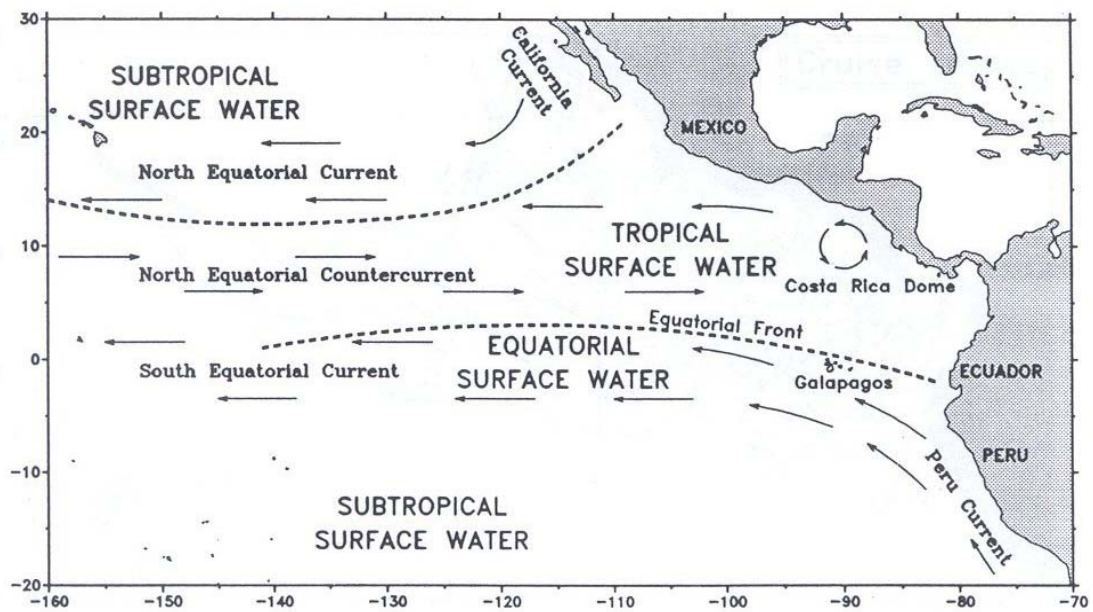 30
20
10
0
-10
-20
-160
-150
-140
-130
-120
-110
-100
-90
-80
-70
SUBTROPICAL
SURFACE WATER
California
Current
MEXICO
North Equatorial Current
TROPICAL
SURFACE WATER
North Equatorial Countercurrent
Costa Rica Dome
Equatorial Front
EQUATORIAL
SURFACE WATER
South Equatorial Current
Galapagos
ECUADOR
PERU
Peru Current
SUBTROPICAL
SURFACE WATER